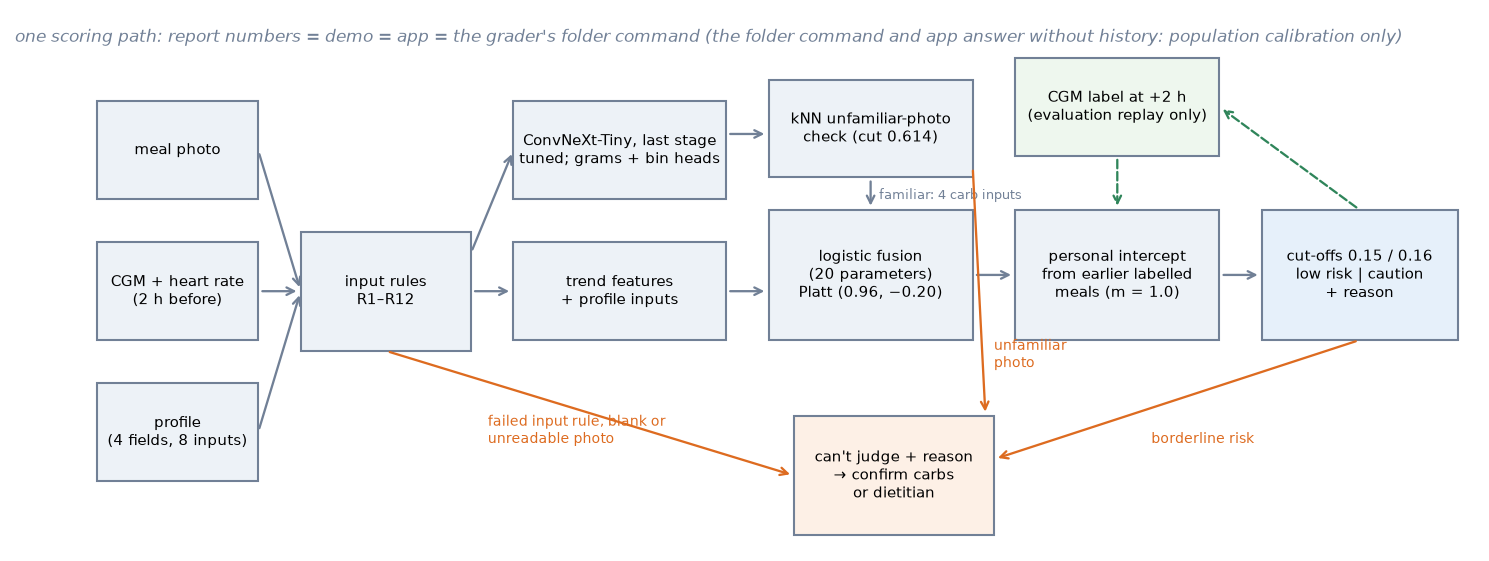 one scoring path: report numbers = demo = app = the grader's folder command (the folder command and app answer without history: population calibration only)
meal photo
CGM + heart rate
(2 h before)
profile
(4 fields, 8 inputs)
input rules
R1–R12
ConvNeXt-Tiny, last stage
tuned; grams + bin heads
trend features
+ profile inputs
kNN unfamiliar-photo
check (cut 0.614)
familiar: 4 carb inputs
logistic fusion
(20 parameters)
Platt (0.96, −0.20)
CGM label at +2 h
(evaluation replay only)
personal intercept
from earlier labelled
meals (m = 1.0)
cut-offs 0.15 / 0.16
low risk | caution
+ reason
unfamiliar
photo
failed input rule, blank or
unreadable photo
borderline risk
can't judge + reason
→ confirm carbs
or dietitian